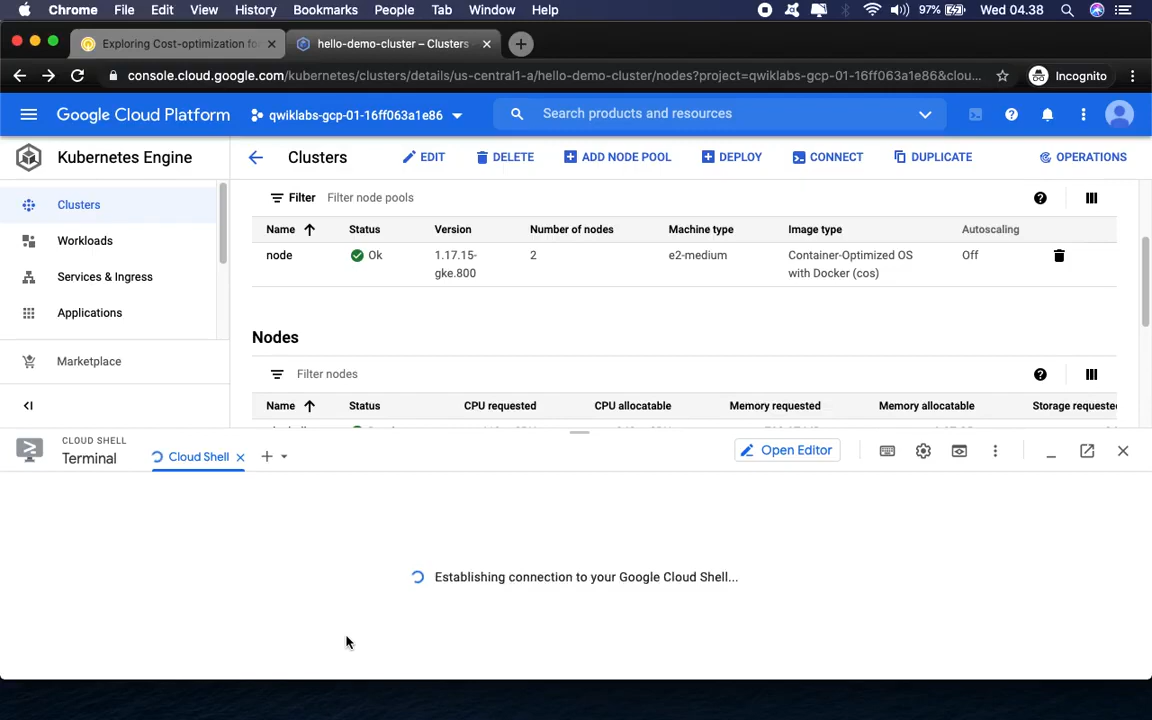 Chrome File Edit View History Bookmarks People Tab Window Help 97% Wed 04.38
Exploring Cost-optimization fo
hello-demo-cluster – Clusters
console.cloud.google.com/kubernetes/clusters/details/us-central1-a/hello-demo-cluster/nodes?project=qwiklabs-gcp-01-16ff063a1e86&clou... Incognito
Google Cloud Platform qwiklabs-gcp-01-16ff063a1e86 Search products and resources
Kubernetes Engine
Clusters EDIT DELETE ADD NODE POOL DEPLOY CONNECT DUPLICATE OPERATIONS
Clusters
Workloads
Services & Ingress
Applications
Marketplace
Filter Filter node pools
Name Status Version Number of nodes Machine type Image type Autoscaling
node Ok 1.17.15- 2 e2-medium Container-Optimized OS Off
gke.800 with Docker (cos)
Nodes
Filter nodes
Name Status CPU requested CPU allocatable Memory requested Memory allocatable Storage requested
CLOUD SHELL
Terminal Cloud Shell Open Editor
Establishing connection to your Google Cloud Shell...